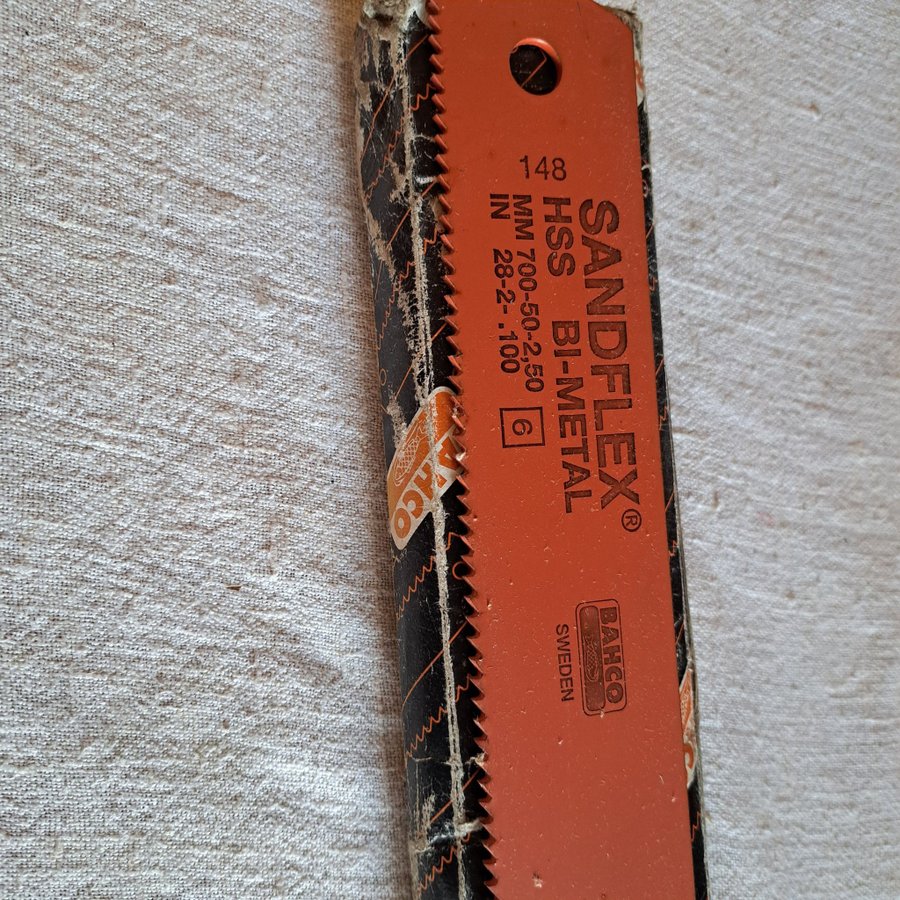 148
SANDFLEX®
HSS BI-METAL
MM 700-50-2,50
IN 28-2-.100
6
BAHCO
SWEDEN
BAHCO